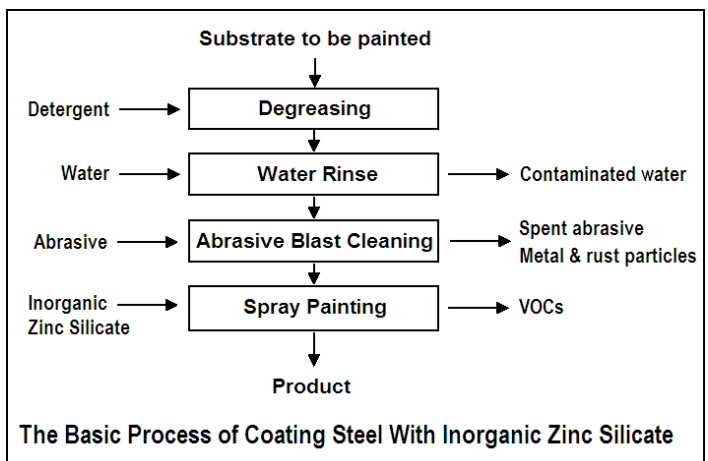 Substrate to be painted
Detergent
Degreasing
Water
Water Rinse
Contaminated water
Abrasive
Abrasive Blast Cleaning
Spent abrasive
Metal & rust particles
Inorganic
Zinc Silicate
Spray Painting
VOCs
Product
The Basic Process of Coating Steel With Inorganic Zinc Silicate